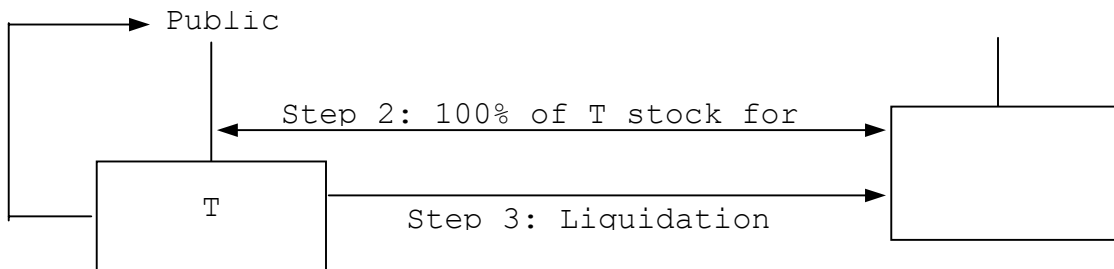 Public
Step 2: 100% of T stock for
T
Step 3: Liquidation